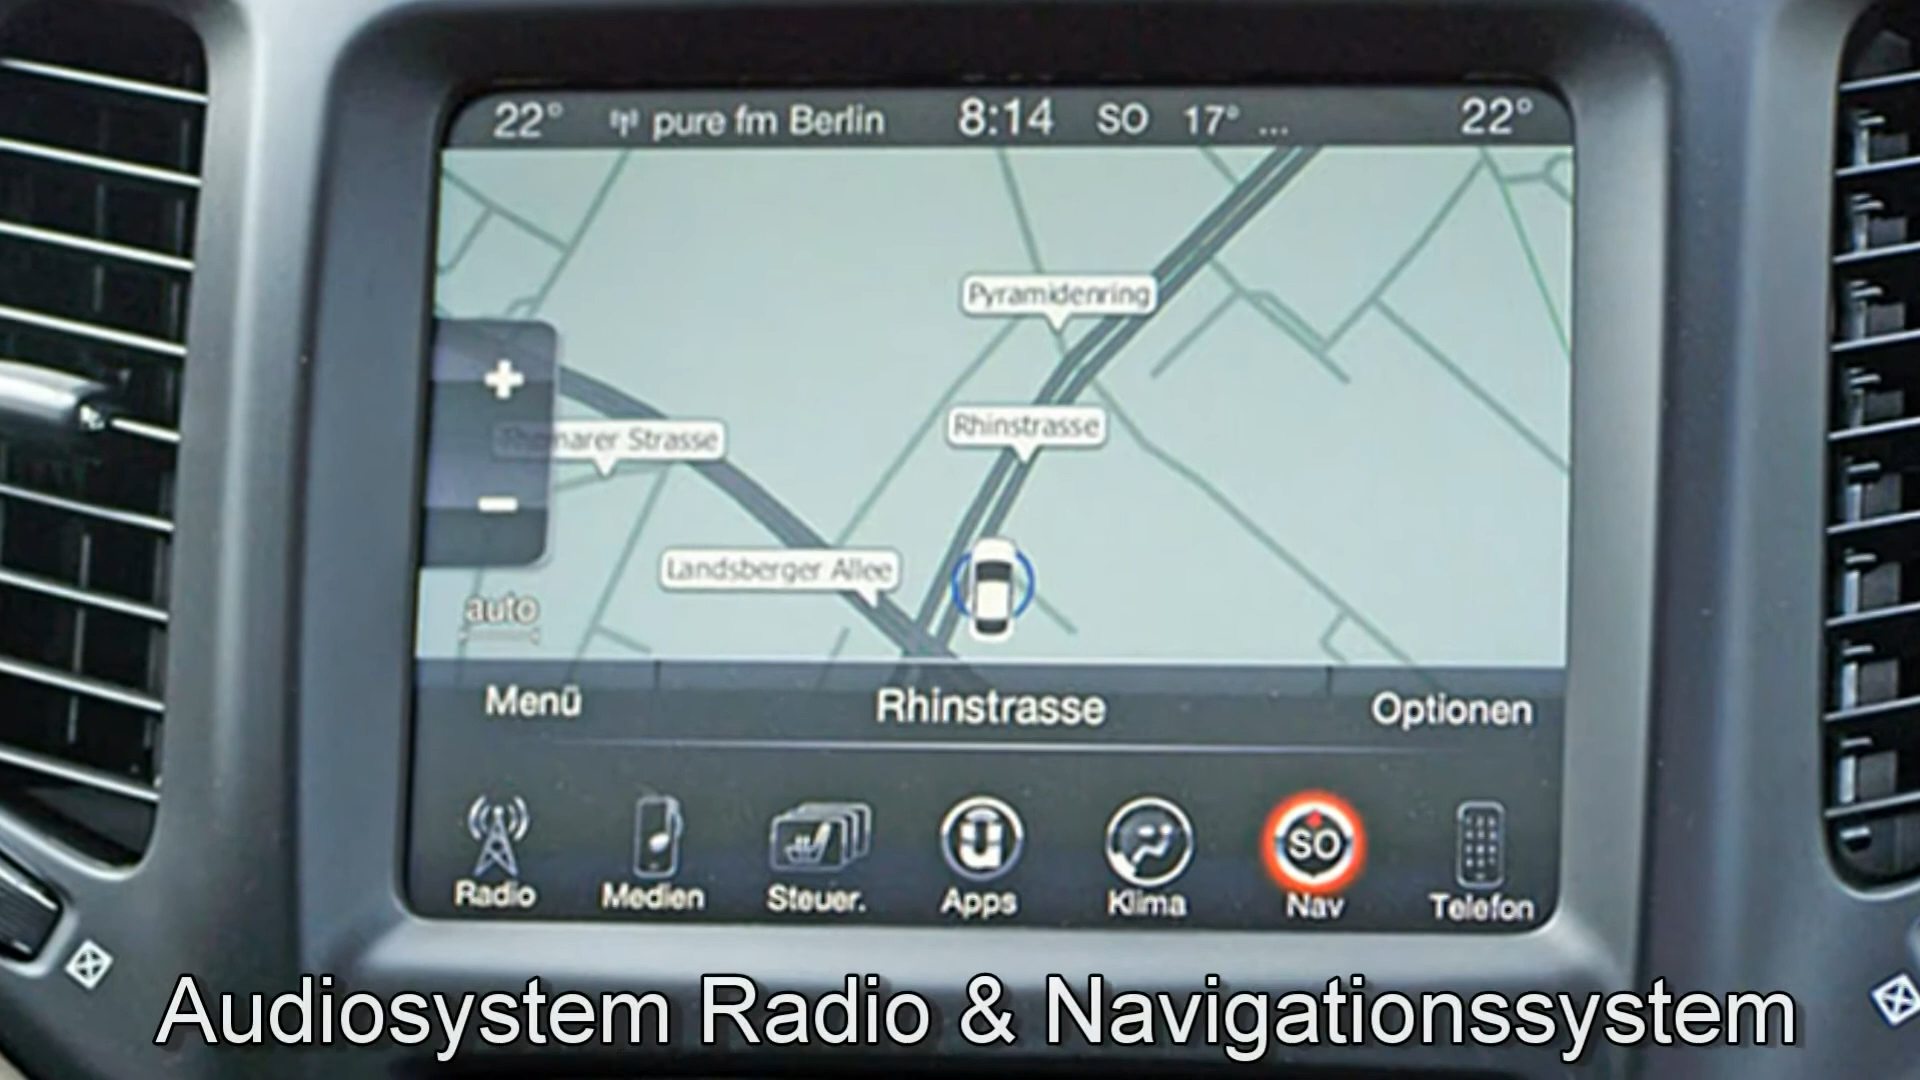 22° pure fm Berlin 8:14 SO 17° ... 22°
Pyramidenring
Rhinstrasse
Strasse
Landsberger Allee
auto
Menü Rhinstrasse Optionen
SO
Radio Medien Steuer. Apps Klima Nav Telefon
Audiosystem Radio & Navigationssystem